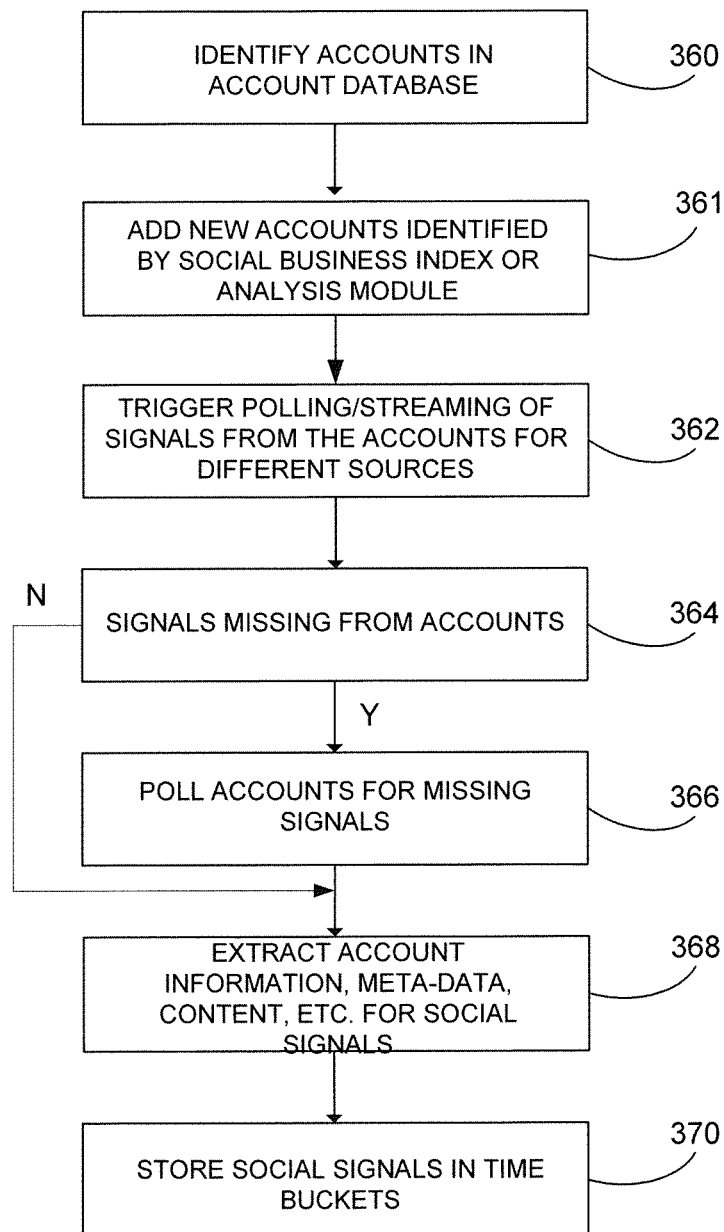 IDENTIFY ACCOUNTS IN
ACCOUNT DATABASE
360
ADD NEW ACCOUNTS IDENTIFIED
BY SOCIAL BUSINESS INDEX OR
ANALYSIS MODULE
361
TRIGGER POLLING/STREAMING OF
SIGNALS FROM THE ACCOUNTS FOR
DIFFERENT SOURCES
362
N
SIGNALS MISSING FROM ACCOUNTS
364
Y
POLL ACCOUNTS FOR MISSING
SIGNALS
366
EXTRACT ACCOUNT
INFORMATION, META-DATA,
CONTENT, ETC. FOR SOCIAL
SIGNALS
368
STORE SOCIAL SIGNALS IN TIME
BUCKETS
370